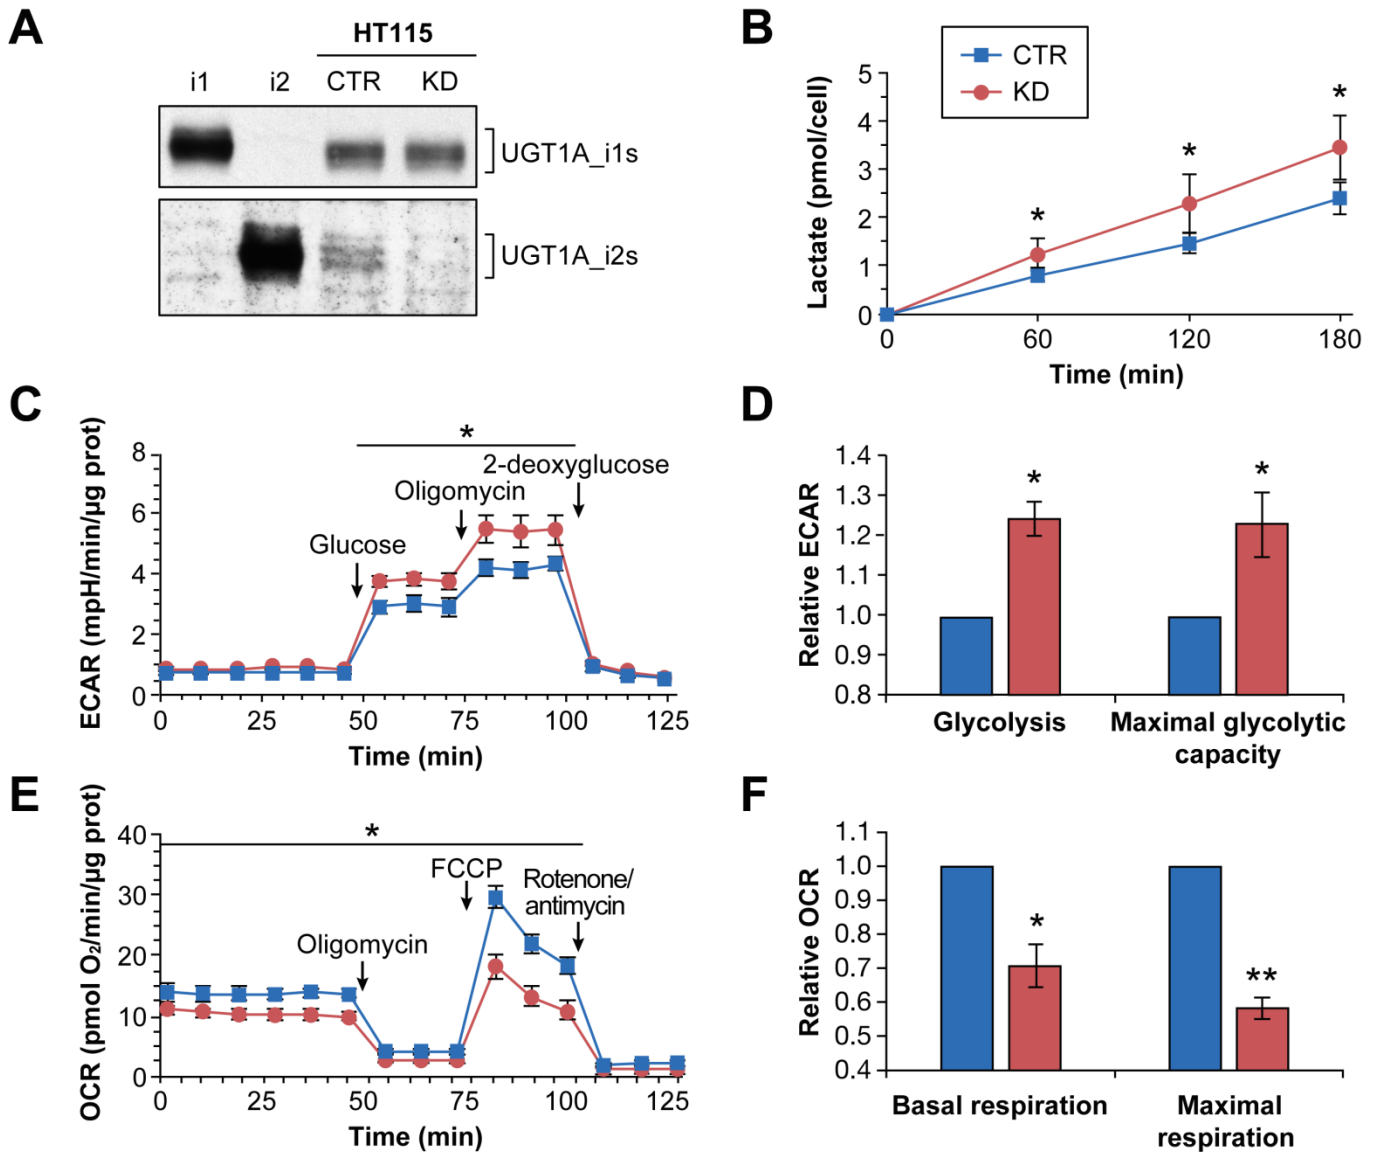 A
HT115
i1 i2 CTR KD
UGT1A_i1s
UGT1A_i2s
B
CTR
KD
Lactate (pmol/cell)
5
4
3
2
1
0
* * *
0 60 120 180
Time (min)
C
ECAR (mpH/min/µg prot)
8
6
4
2
0
*
2-deoxyglucose
Oligomycin
Glucose
0 25 50 75 100 125
Time (min)
D
Relative ECAR
1.4
1.3
1.2
1.1
1.0
0.9
0.8
* *
Glycolysis Maximal glycolytic
capacity
E
OCR (pmol O₂/min/µg prot)
40
30
20
10
0
*
FCCP
Rotenone/
antimycin
Oligomycin
0 25 50 75 100 125
Time (min)
F
Relative OCR
1.1
1.0
0.9
0.8
0.7
0.6
0.5
0.4
* **
Basal respiration Maximal
respiration